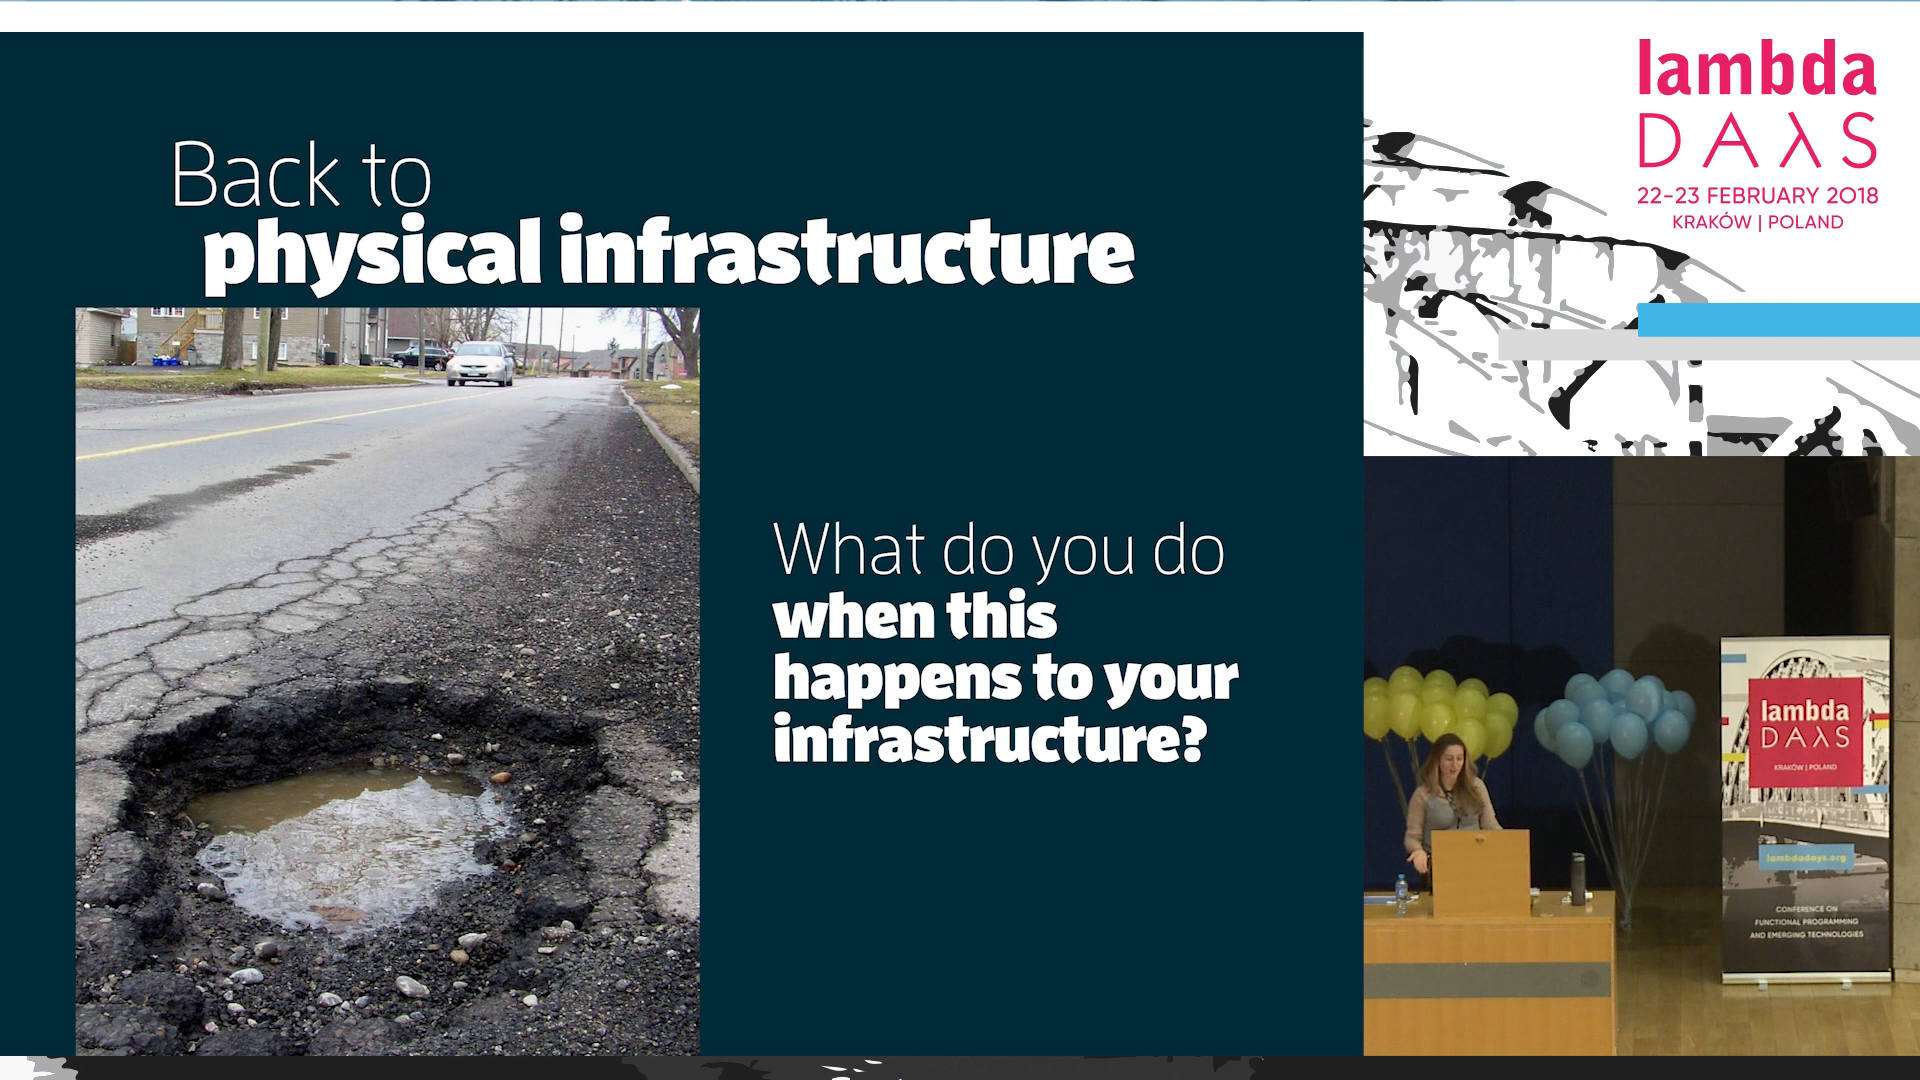 Back to
physical infrastructure
What do you do
when this
happens to your
infrastructure?
lambda
DAλS
22-23 FEBRUARY 2018
KRAKÓW | POLAND
lambda
DAλS
KRAKÓW | POLAND
lambdadays.org
CONFERENCE ON
FUNCTIONAL PROGRAMMING
AND EMERGING TECHNOLOGIES